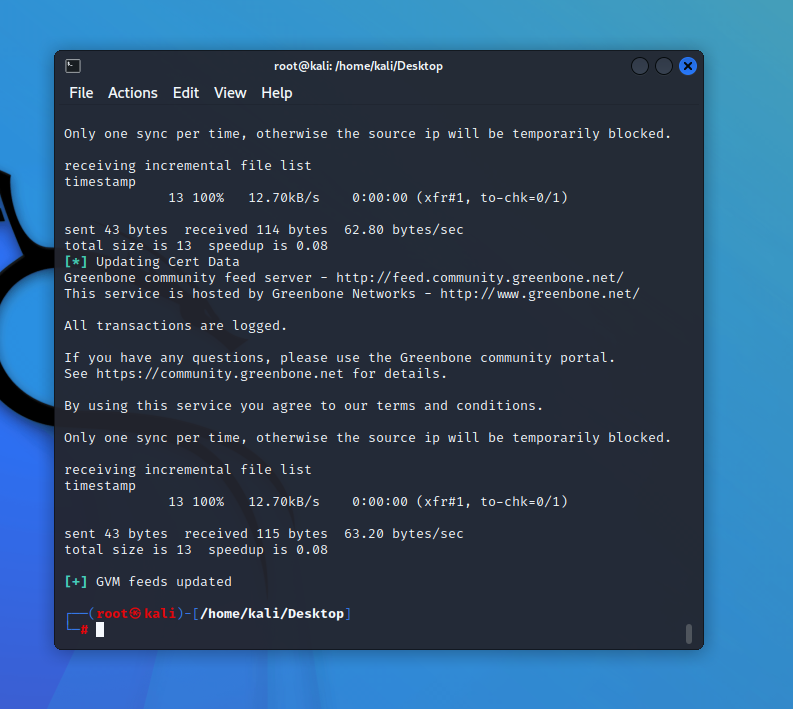 root@kali: /home/kali/Desktop
File Actions Edit View Help
Only one sync per time, otherwise the source ip will be temporarily blocked.
receiving incremental file list
timestamp
13 100% 12.70kB/s 0:00:00 (xfr#1, to-chk=0/1)
sent 43 bytes received 114 bytes 62.80 bytes/sec
total size is 13 speedup is 0.08
[*] Updating Cert Data
Greenbone community feed server - http://feed.community.greenbone.net/
This service is hosted by Greenbone Networks - http://www.greenbone.net/
All transactions are logged.
If you have any questions, please use the Greenbone community portal.
See https://community.greenbone.net for details.
By using this service you agree to our terms and conditions.
Only one sync per time, otherwise the source ip will be temporarily blocked.
receiving incremental file list
timestamp
13 100% 12.70kB/s 0:00:00 (xfr#1, to-chk=0/1)
sent 43 bytes received 115 bytes 63.20 bytes/sec
total size is 13 speedup is 0.08
[+] GVM feeds updated
┌──(root㉿kali)-[/home/kali/Desktop]
└─#